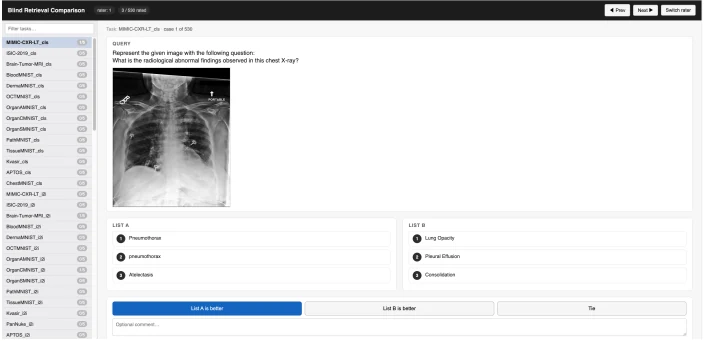 Blind Retrieval Comparison
rater: 1
0 / 550 rated
◀ Prev
Next ▶
Switch rater
Filter tasks...
MIMIC-CXR-LT_cls
ISIC-2019_cls
Brain-Tumor-MRI_cls
BloodMNIST_cls
DermaMNIST_cls
OCTMNIST_cls
OrganAMNIST_cls
OrganCMNIST_cls
OrganSMNIST_cls
PathMNIST_cls
TissueMNIST_cls
Kvasir_cls
APTOS_cls
ChestMNIST_cls
MIMIC-CXR-LT_i2i
ISIC-2019_i2i
Brain-Tumor-MRI_i2i
BloodMNIST_i2i
DermaMNIST_i2i
OCTMNIST_i2i
OrganAMNIST_i2i
OrganCMNIST_i2i
OrganSMNIST_i2i
PathMNIST_i2i
TissueMNIST_i2i
Kvasir_i2i
PanNuke_i2i
APTOS_i2i
Task: MIMIC-CXR-LT_cls · case 1 of 550
QUERY
Represent the given image with the following question:
What is the radiological abnormal findings observed in this chest X-ray?
PORTABLE
LIST A
1 Pneumothorax
2 pneumothorax
3 Atelectasis
LIST B
1 Lung Opacity
2 Pleural Effusion
3 Consolidation
List A is better
List B is better
Tie
Optional comment...